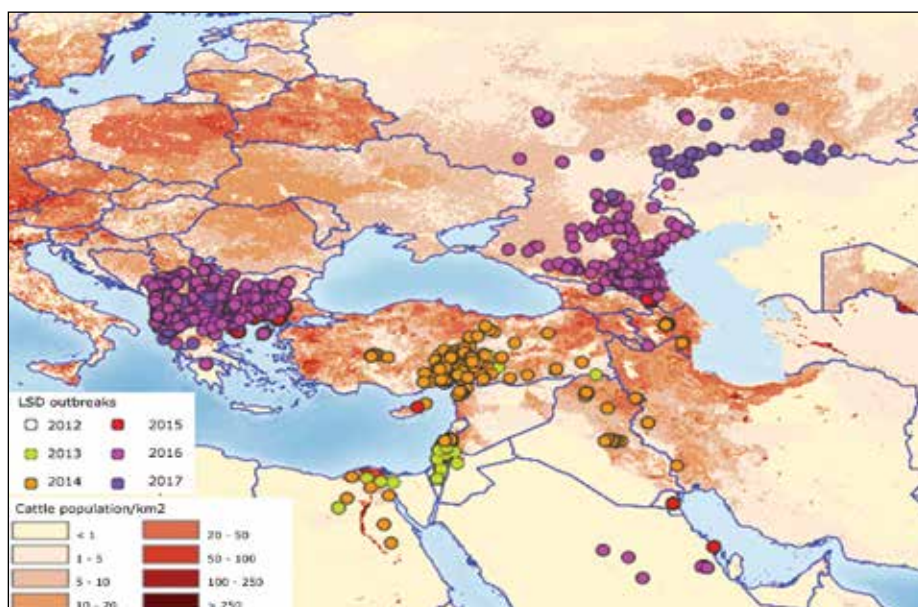 LSD outbreaks
2012 2015
2013 2016
2014 2017
Cattle population/km2
< 1 20 - 50
1 - 5 50 - 100
5 - 10 100 - 250
10 - 20 > 250